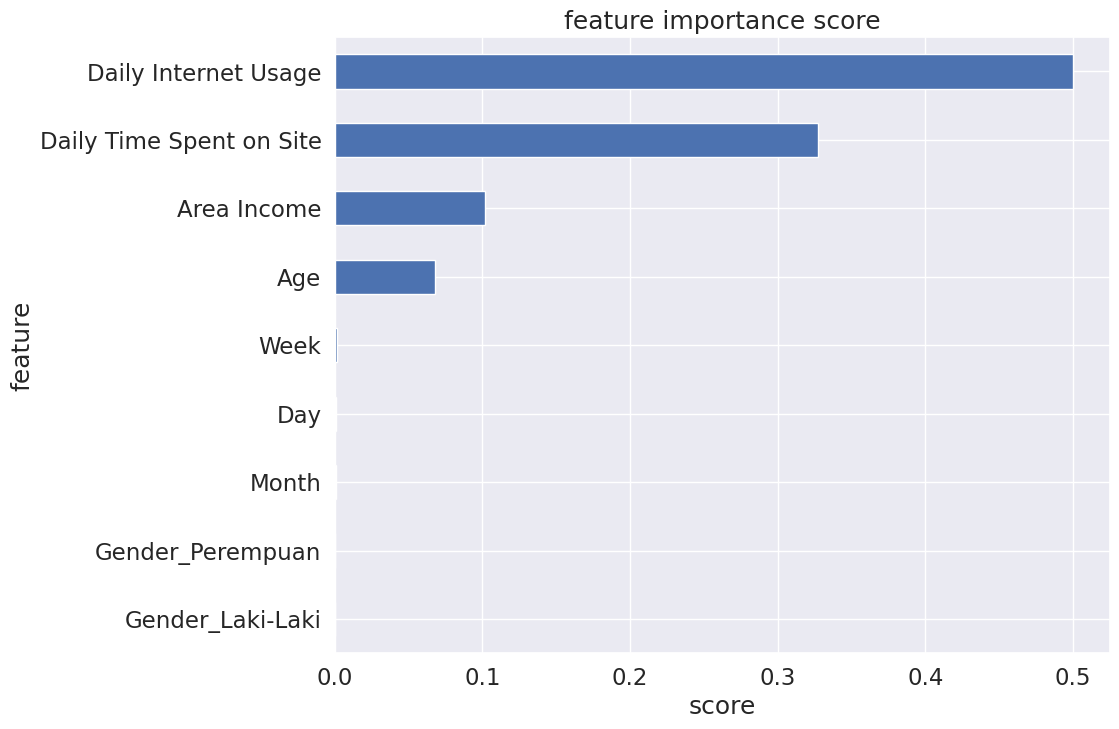 feature importance score
Daily Internet Usage
Daily Time Spent on Site
Area Income
Age
Week
Day
Month
Gender_Perempuan
Gender_Laki-Laki
feature
0.0 0.1 0.2 0.3 0.4 0.5
score